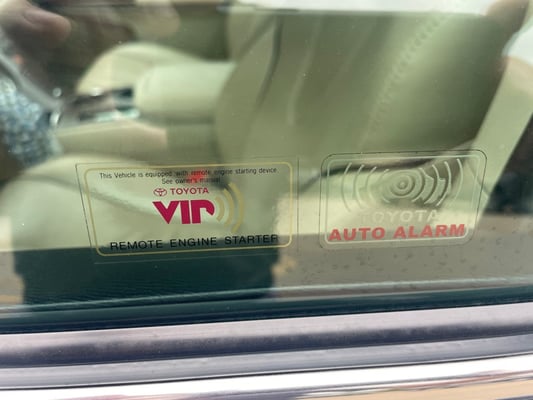 This Vehicle is equipped with remote engine starting device.
See owner's manual.
TOYOTA
VIP
REMOTE ENGINE STARTER
TOYOTA
AUTO ALARM